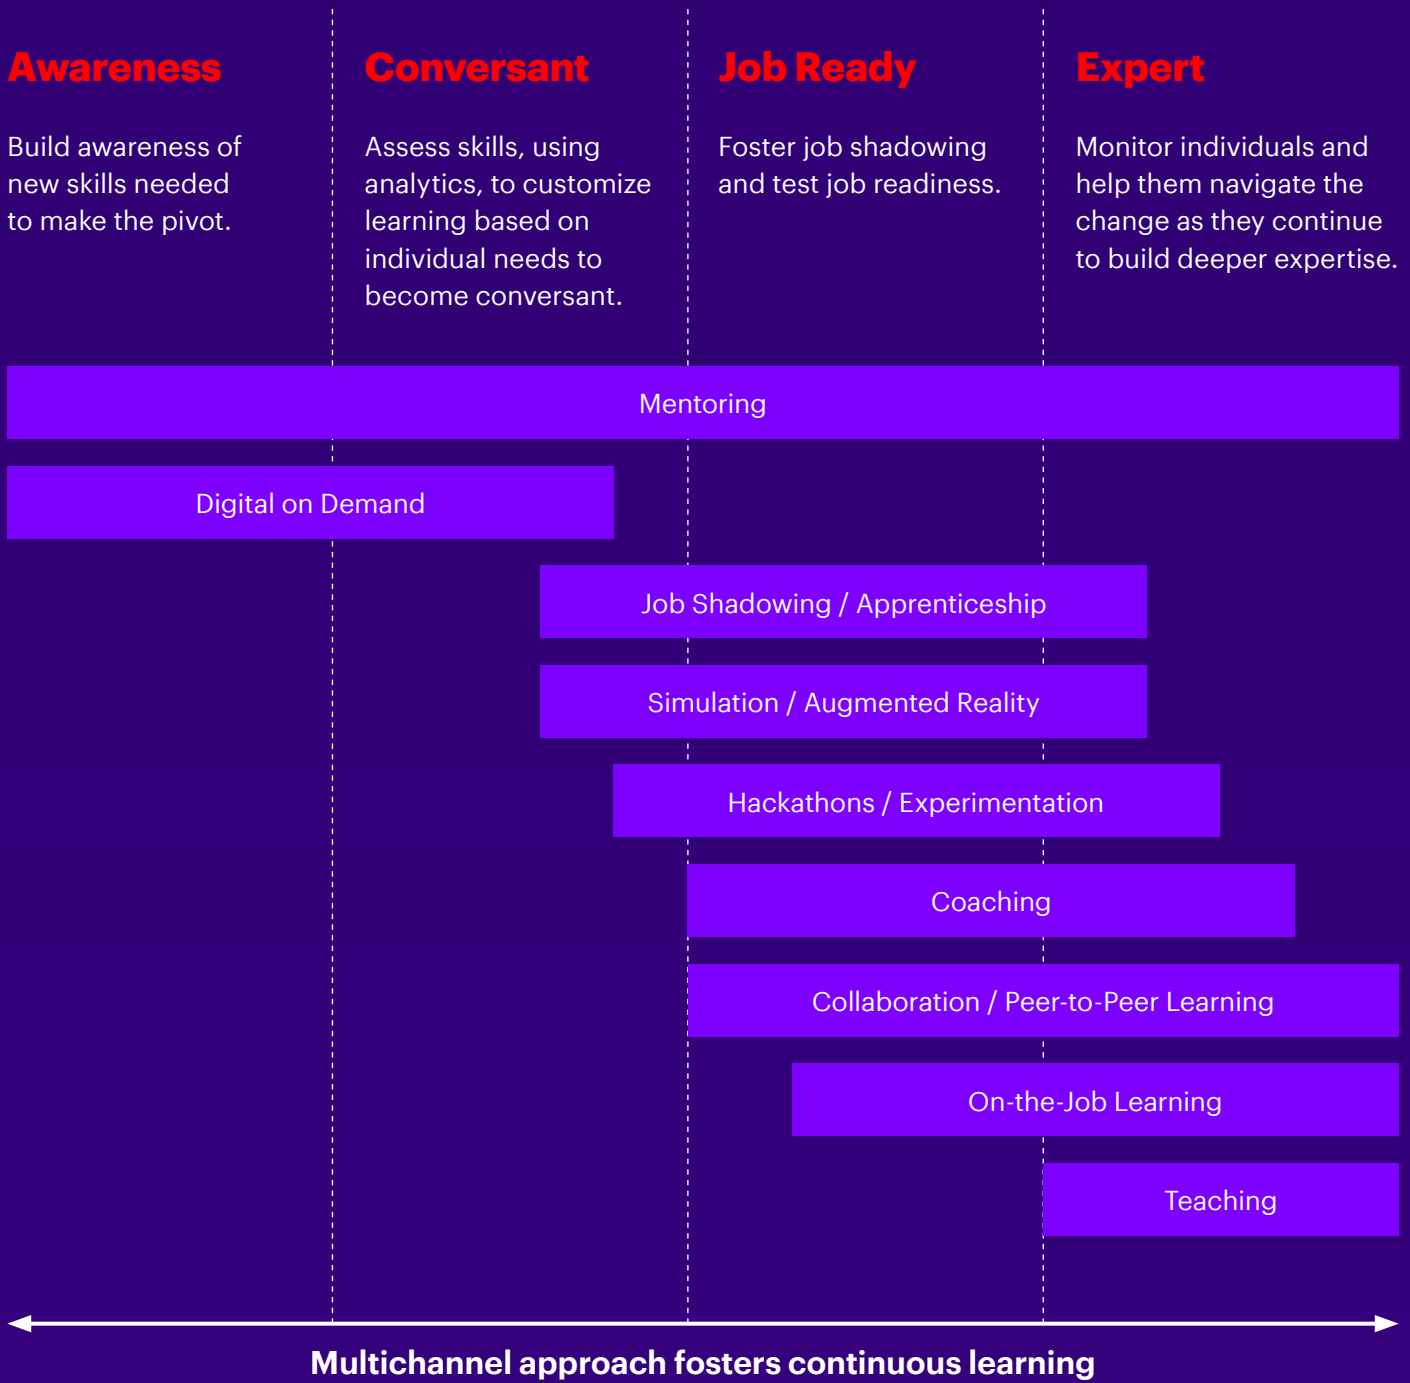 Awareness
Build awareness of
new skills needed
to make the pivot.
Conversant
Assess skills, using
analytics, to customize
learning based on
individual needs to
become conversant.
Job Ready
Foster job shadowing
and test job readiness.
Expert
Monitor individuals and
help them navigate the
change as they continue
to build deeper expertise.
Mentoring
Digital on Demand
Job Shadowing / Apprenticeship
Simulation / Augmented Reality
Hackathons / Experimentation
Coaching
Collaboration / Peer-to-Peer Learning
On-the-Job Learning
Teaching
Multichannel approach fosters continuous learning